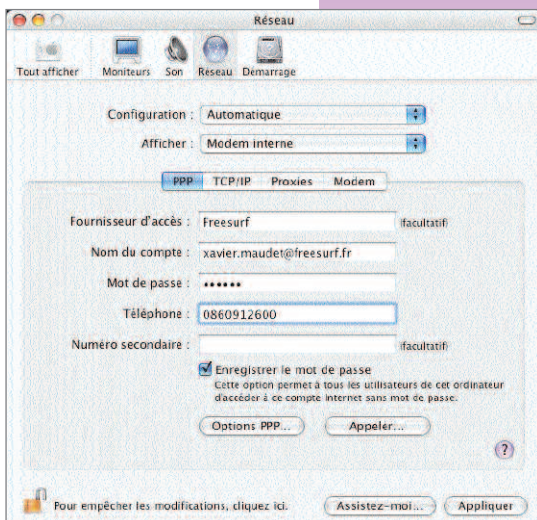 Réseau
Tout afficher Moniteurs Son Réseau Démarrage
Configuration : Automatique
Afficher : Modem interne
PPP TCP/IP Proxies Modem
Fournisseur d'accès : Freesurf (facultatif)
Nom du compte : xavier.maudet@freesurf.fr
Mot de passe : ••••••
Téléphone : 0860912600
Numéro secondaire : (facultatif)
Enregistrer le mot de passe
Cette option permet à tous les utilisateurs de cet ordinateur
d'accéder à ce compte Internet sans mot de passe.
Options PPP... Appeler...
?
Pour empêcher les modifications, cliquez ici. Assistez-moi... Appliquer